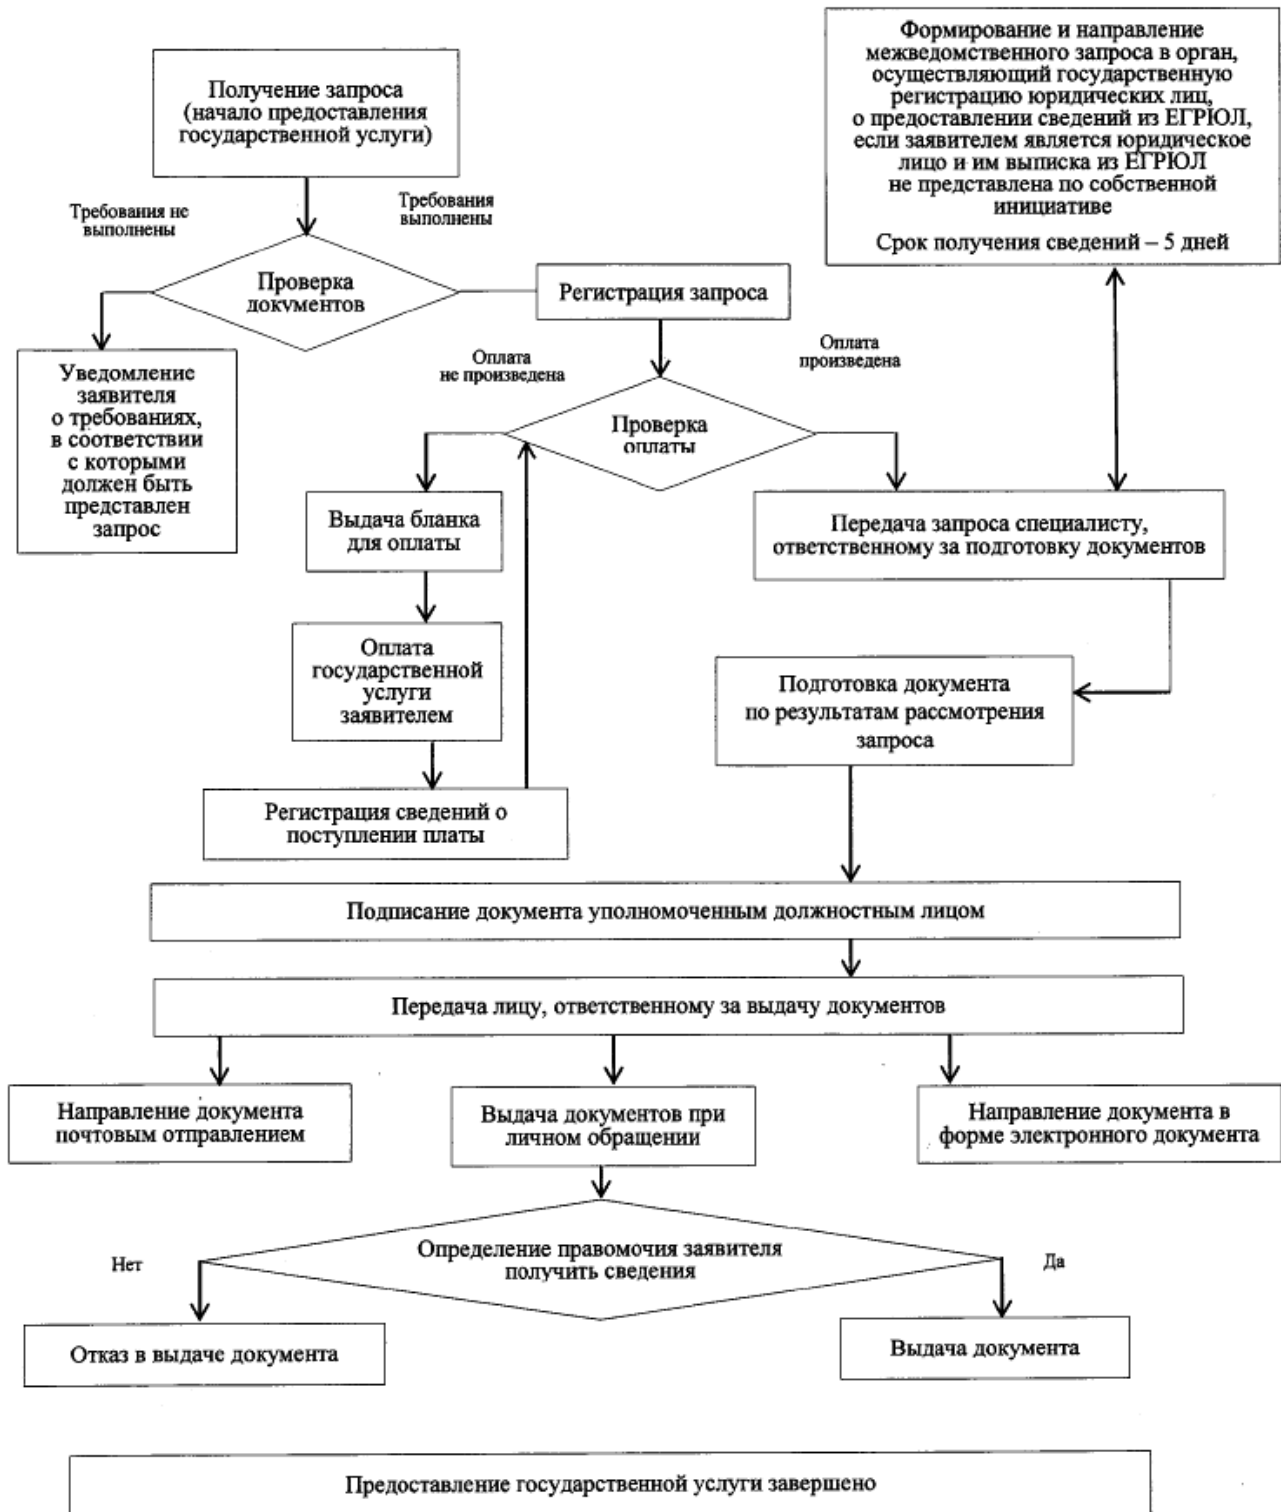 Получение запроса
(начало предоставления
государственной услуги)
Формирование и направление
межведомственного запроса в орган,
осуществляющий государственную
регистрацию юридических лиц,
о предоставлении сведений из ЕГРЮЛ,
если заявителем является юридическое
лицо и им выписка из ЕГРЮЛ
не представлена по собственной
инициативе
Срок получения сведений – 5 дней
Требования не
выполнены
Требования
выполнены
Проверка
документов
Регистрация запроса
Уведомление
заявителя
о требованиях,
в соответствии
с которыми
должен быть
представлен
запрос
Оплата
не произведена
Оплата
произведена
Проверка
оплаты
Выдача бланка
для оплаты
Передача запроса специалисту,
ответственному за подготовку документов
Оплата
государственной
услуги
заявителем
Подготовка документа
по результатам рассмотрения
запроса
Регистрация сведений о
поступлении платы
Подписание документа уполномоченным должностным лицом
Передача лицу, ответственному за выдачу документов
Направление документа
почтовым отправлением
Выдача документов при
личном обращении
Направление документа в
форме электронного документа
Определение правомочия заявителя
получить сведения
Нет
Да
Отказ в выдаче документа
Выдача документа
Предоставление государственной услуги завершено